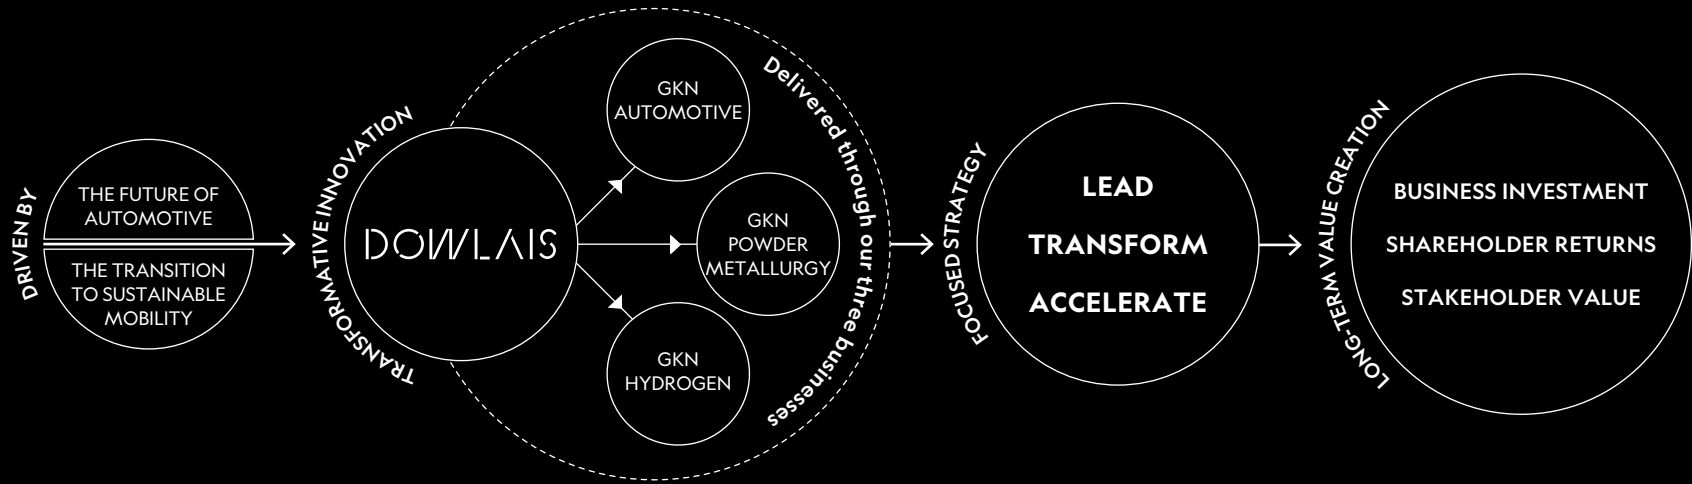 DRIVEN BY
THE FUTURE OF
AUTOMOTIVE
THE TRANSITION
TO SUSTAINABLE
MOBILITY
TRANSFORMATIVE INNOVATION
DOWLAIS
GKN
AUTOMOTIVE
GKN
POWDER
METALLURGY
GKN
HYDROGEN
Delivered through our three businesses
FOCUSED STRATEGY
LEAD
TRANSFORM
ACCELERATE
LONG-TERM VALUE CREATION
BUSINESS INVESTMENT
SHAREHOLDER RETURNS
STAKEHOLDER VALUE